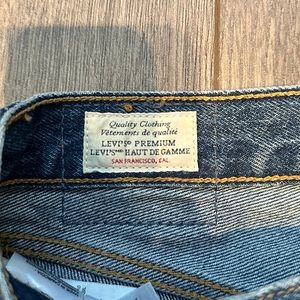 Quality Clothing
Vêtements de qualité
LEVI'S® PREMIUM
LEVI'S HAUT DE GAMME
SAN FRANCISCO, CAL